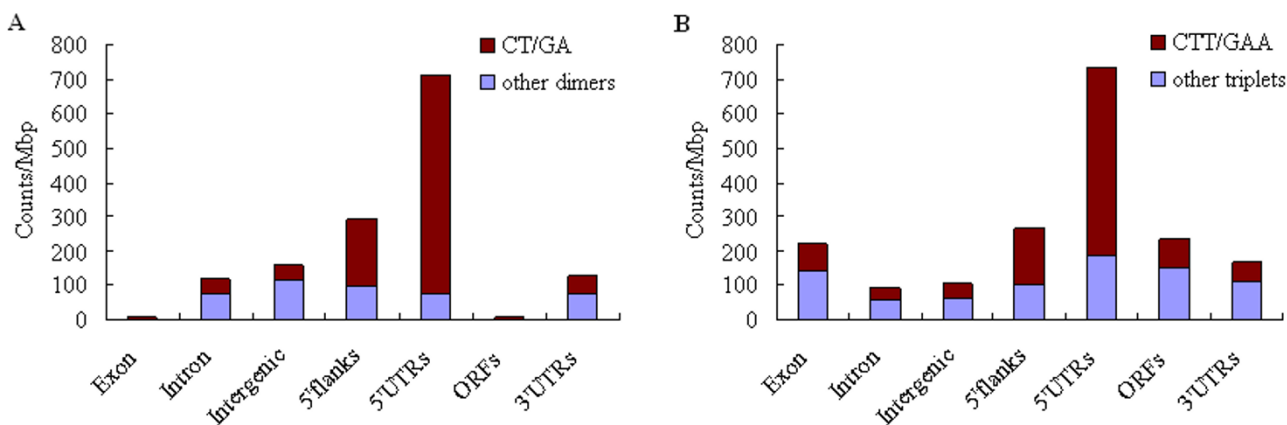 A
Counts/Mbp
800
700
600
500
400
300
200
100
0
CT/GA
other dimers
Exon
Intron
Intergenic
5'flanks
5'UTRs
ORFs
3'UTRs
B
Counts/Mbp
800
700
600
500
400
300
200
100
0
CTT/GAA
other triplets
Exon
Intron
Intergenic
5'flanks
5'UTRs
ORFs
3'UTRs